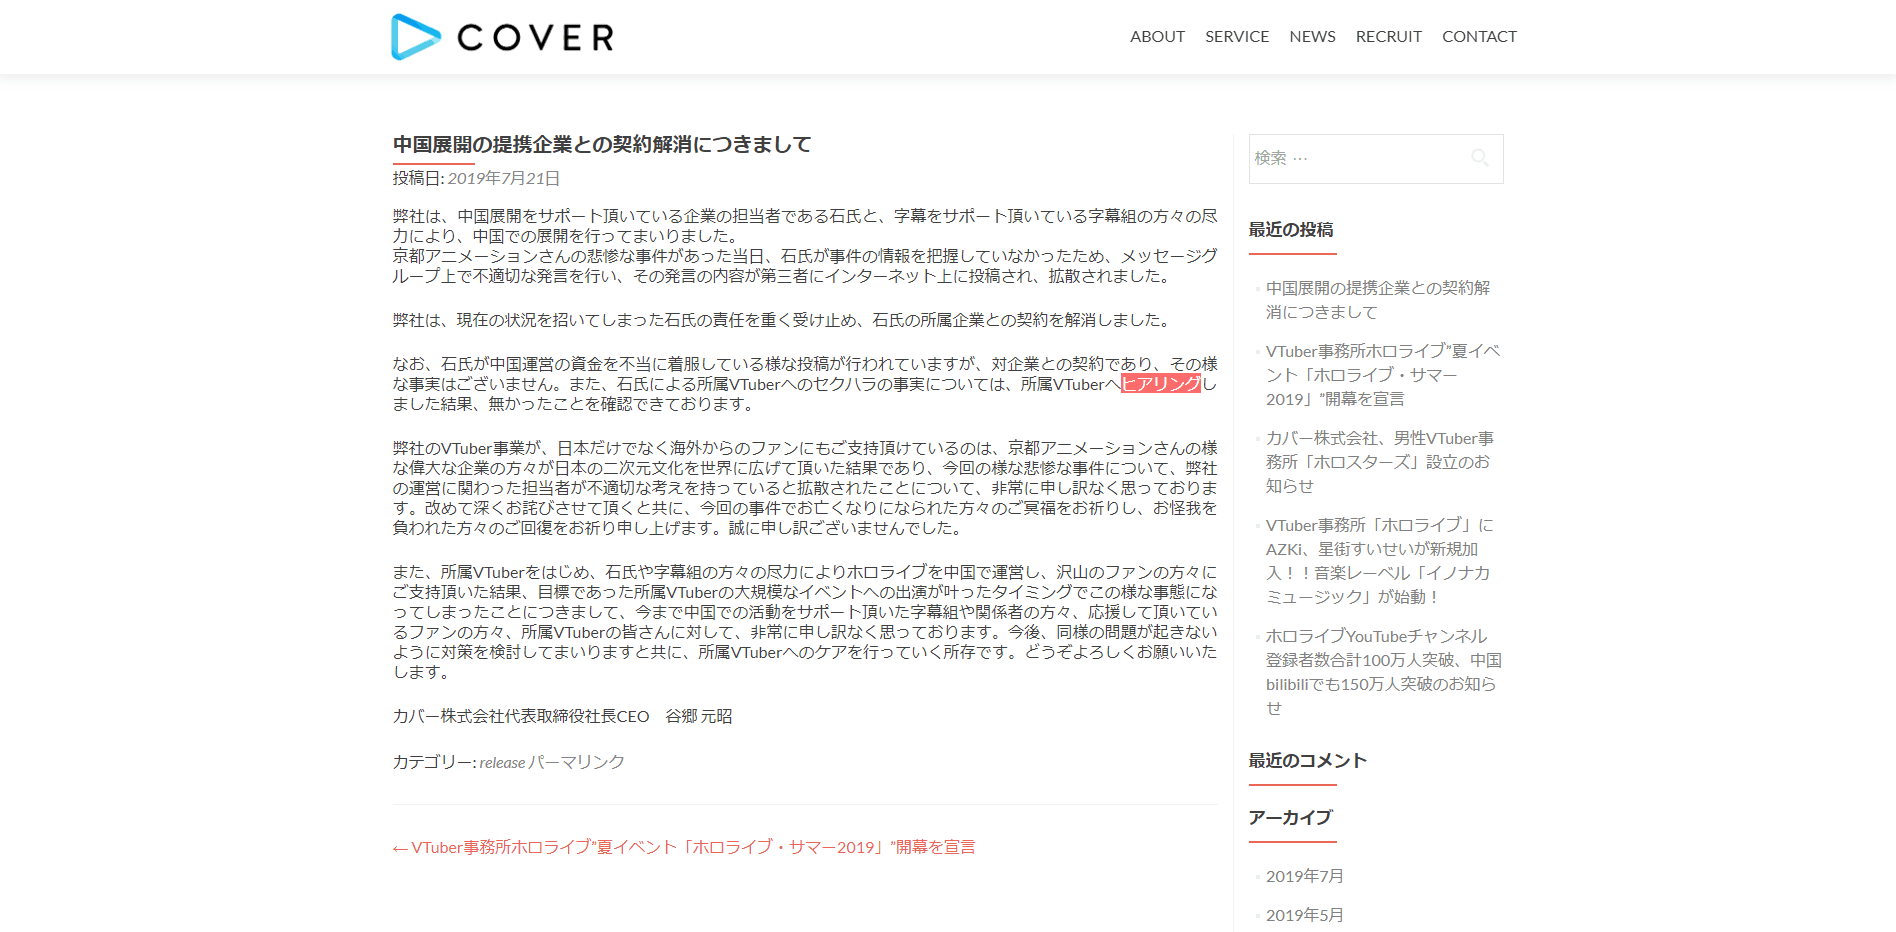 COVER
ABOUT SERVICE NEWS RECRUIT CONTACT
中国展開の提携企業との契約解消につきまして
投稿日: 2019年7月21日
弊社は、中国展開をサポート頂いている企業の担当者である石氏と、字幕をサポート頂いている字幕組の方々の尽
力により、中国での展開を行ってまいりました。
京都アニメーションさんの悲惨な事件があった当日、石氏が事件の情報を把握していなかったため、メッセージグ
ループ上で不適切な発言を行い、その発言の内容が第三者にインターネット上に投稿され、拡散されました。
弊社は、現在の状況を招いてしまった石氏の責任を重く受け止め、石氏の所属企業との契約を解消しました。
なお、石氏が中国運営の資金を不当に着服している様な投稿が行われていますが、対企業との契約であり、その様
な事実はございません。また、石氏による所属VTuberへのセクハラの事実については、所属VTuberへヒアリングし
ました結果、無かったことを確認できております。
弊社のVTuber事業が、日本だけでなく海外からのファンにもご支持頂けているのは、京都アニメーションさんの様
な偉大な企業の方々が日本の二次元文化を世界に広げて頂いた結果であり、今回の様な悲惨な事件について、弊社
の運営に関わった担当者が不適切な考えを持っていると拡散されたことについて、非常に申し訳なく思っておりま
す。改めて深くお詫びさせて頂くと共に、今回の事件でお亡くなりになられた方々のご冥福をお祈りし、お怪我を
負われた方々のご回復をお祈り申し上げます。誠に申し訳ございませんでした。
また、所属VTuberをはじめ、石氏や字幕組の方々の尽力によりホロライブを中国で運営し、沢山のファンの方々に
ご支持頂いた結果、目標であった所属VTuberの大規模なイベントへの出演が叶ったタイミングでこの様な事態にな
ってしまったことにつきまして、今まで中国での活動をサポート頂いた字幕組や関係者の方々、応援して頂いてい
るファンの方々、所属VTuberの皆さんに対して、非常に申し訳なく思っております。今後、同様の問題が起きない
ように対策を検討してまいりますと共に、所属VTuberへのケアを行っていく所存です。どうぞよろしくお願いいた
します。
カバー株式会社代表取締役社長CEO　谷郷 元昭
カテゴリー: release パーマリンク
← VTuber事務所ホロライブ”夏イベント「ホロライブ・サマー2019」”開幕を宣言
検索 …
最近の投稿
中国展開の提携企業との契約解
消につきまして
VTuber事務所ホロライブ”夏イベ
ント「ホロライブ・サマー
2019」”開幕を宣言
カバー株式会社、男性VTuber事
務所「ホロスターズ」設立のお
知らせ
VTuber事務所「ホロライブ」に
AZKi、星街すいせいが新規加
入！！音楽レーベル「イノナカ
ミュージック」が始動！
ホロライブYouTubeチャンネル
登録者数合計100万人突破、中国
bilibiliでも150万人突破のお知ら
せ
最近のコメント
アーカイブ
2019年7月
2019年5月